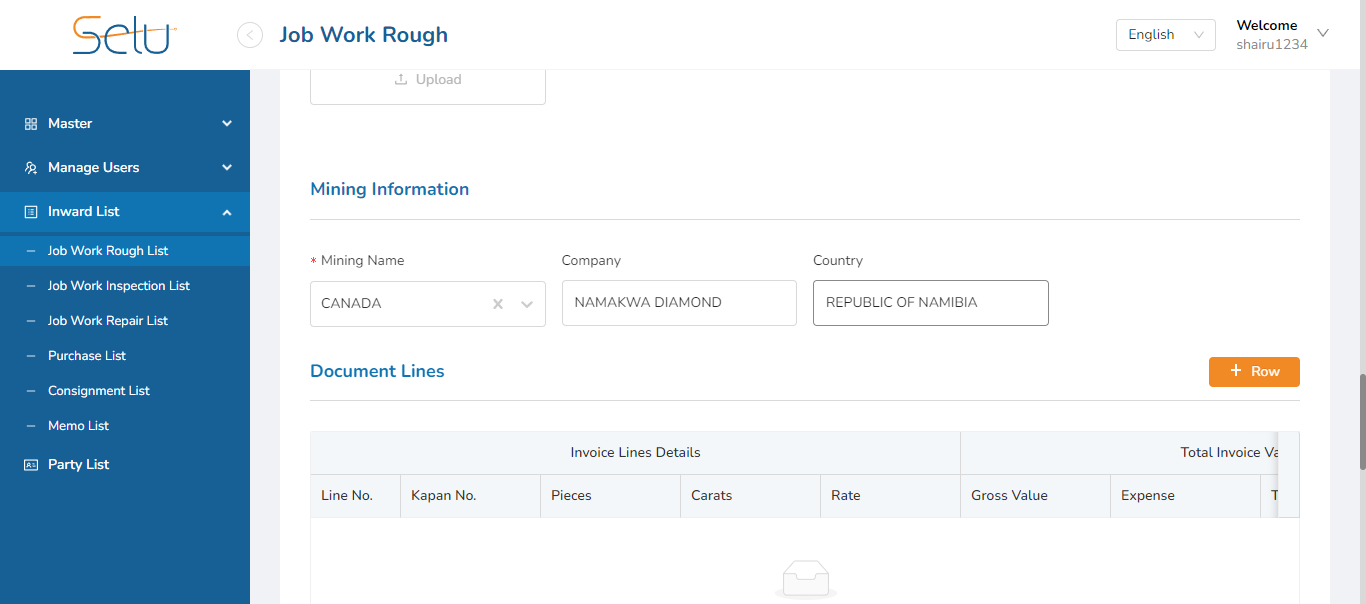 Selu
Job Work Rough
English
Welcome
shairu1234
Master
Manage Users
Inward List
Job Work Rough List
Job Work Inspection List
Job Work Repair List
Purchase List
Consignment List
Memo List
Party List
Upload
Mining Information
* Mining Name
Company
Country
CANADA
NAMAKWA DIAMOND
REPUBLIC OF NAMIBIA
Document Lines
+ Row
Invoice Lines Details
Total Invoice Va
Line No.
Kapan No.
Pieces
Carats
Rate
Gross Value
Expense
T